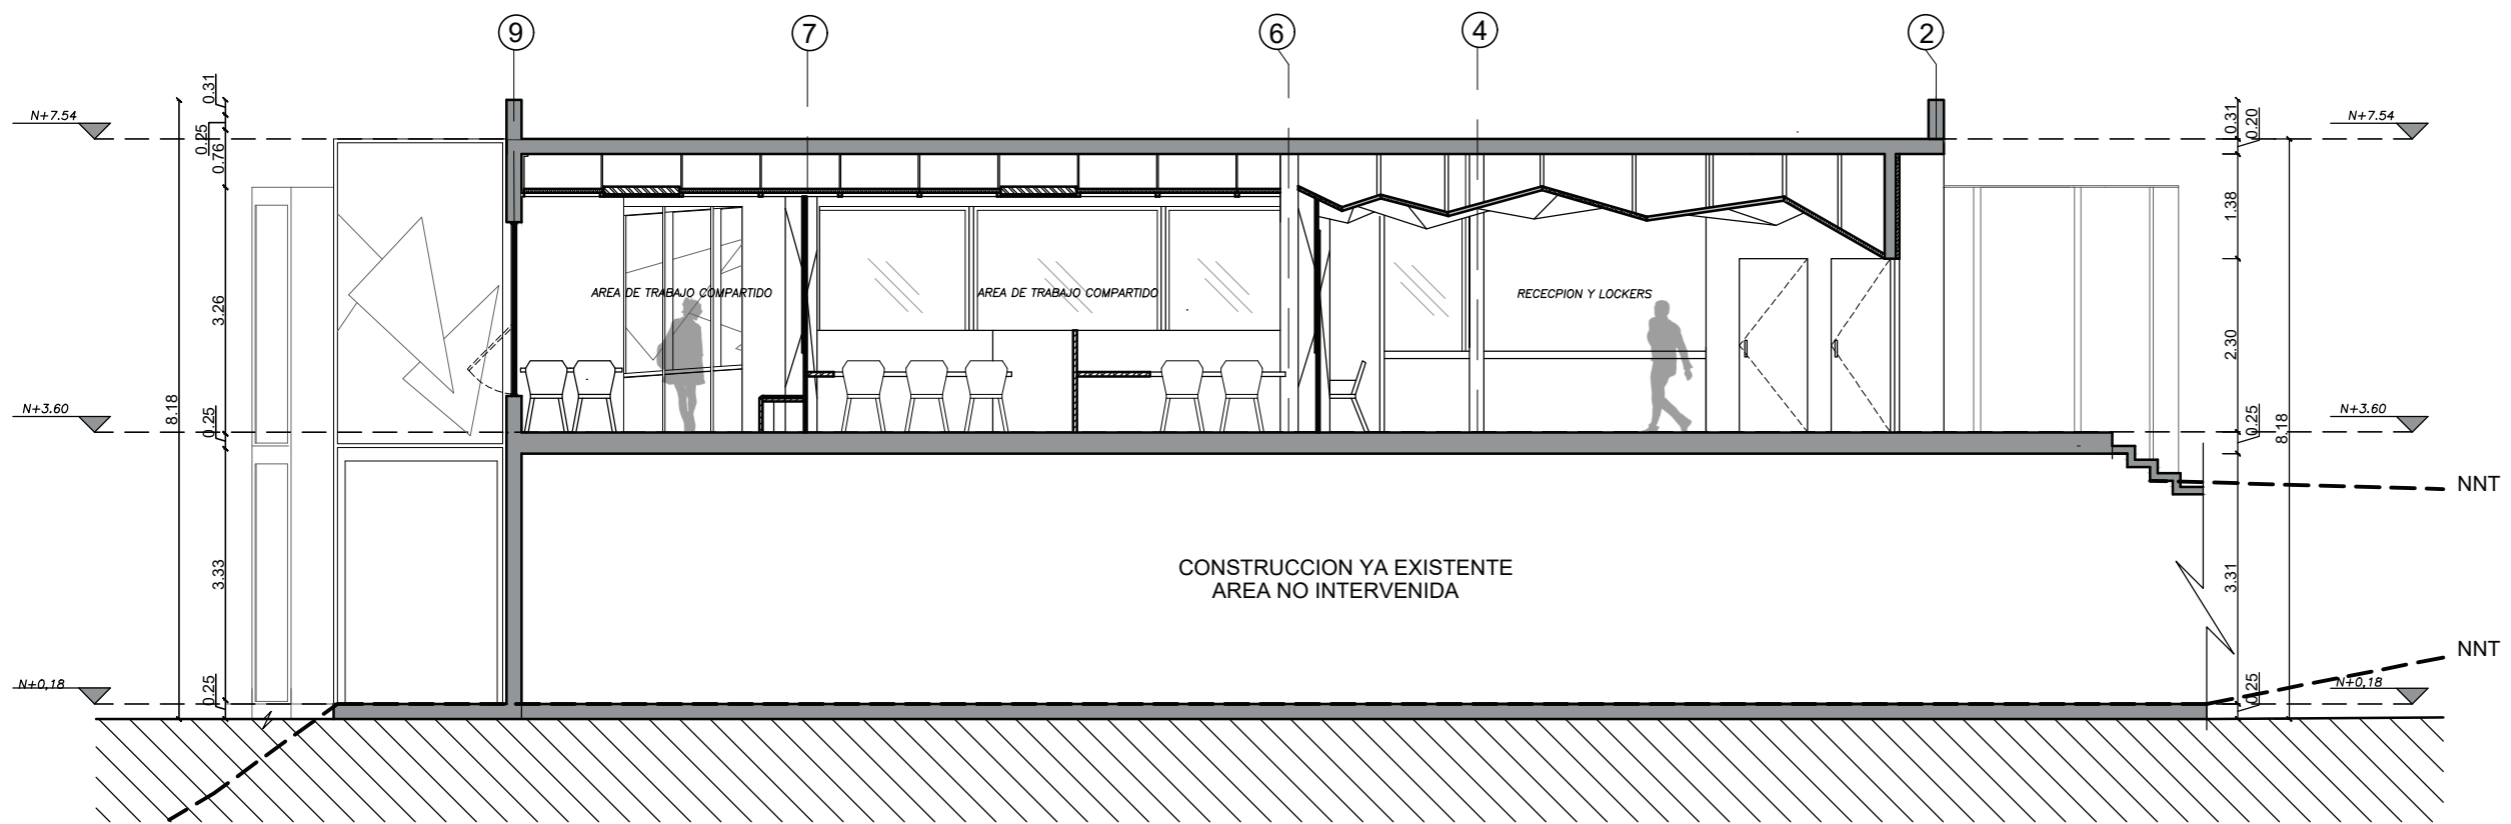 9
7
6
4
2
N+7.54
N+7.54
0.31
0.25
0.76
3.26
0.25
3.33
0.25
8.18
0.31
0.20
1.38
2.30
0.25
3.31
0.25
8.18
AREA DE TRABAJO COMPARTIDO
AREA DE TRABAJO COMPARTIDO
RECECPION Y LOCKERS
N+3.60
N+3.60
NNT
CONSTRUCCION YA EXISTENTE
AREA NO INTERVENIDA
NNT
N+0,18
N+0,18